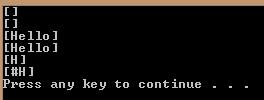 []
[]
[Hello]
[Hello]
[H]
[#H]
Press any key to continue . . .